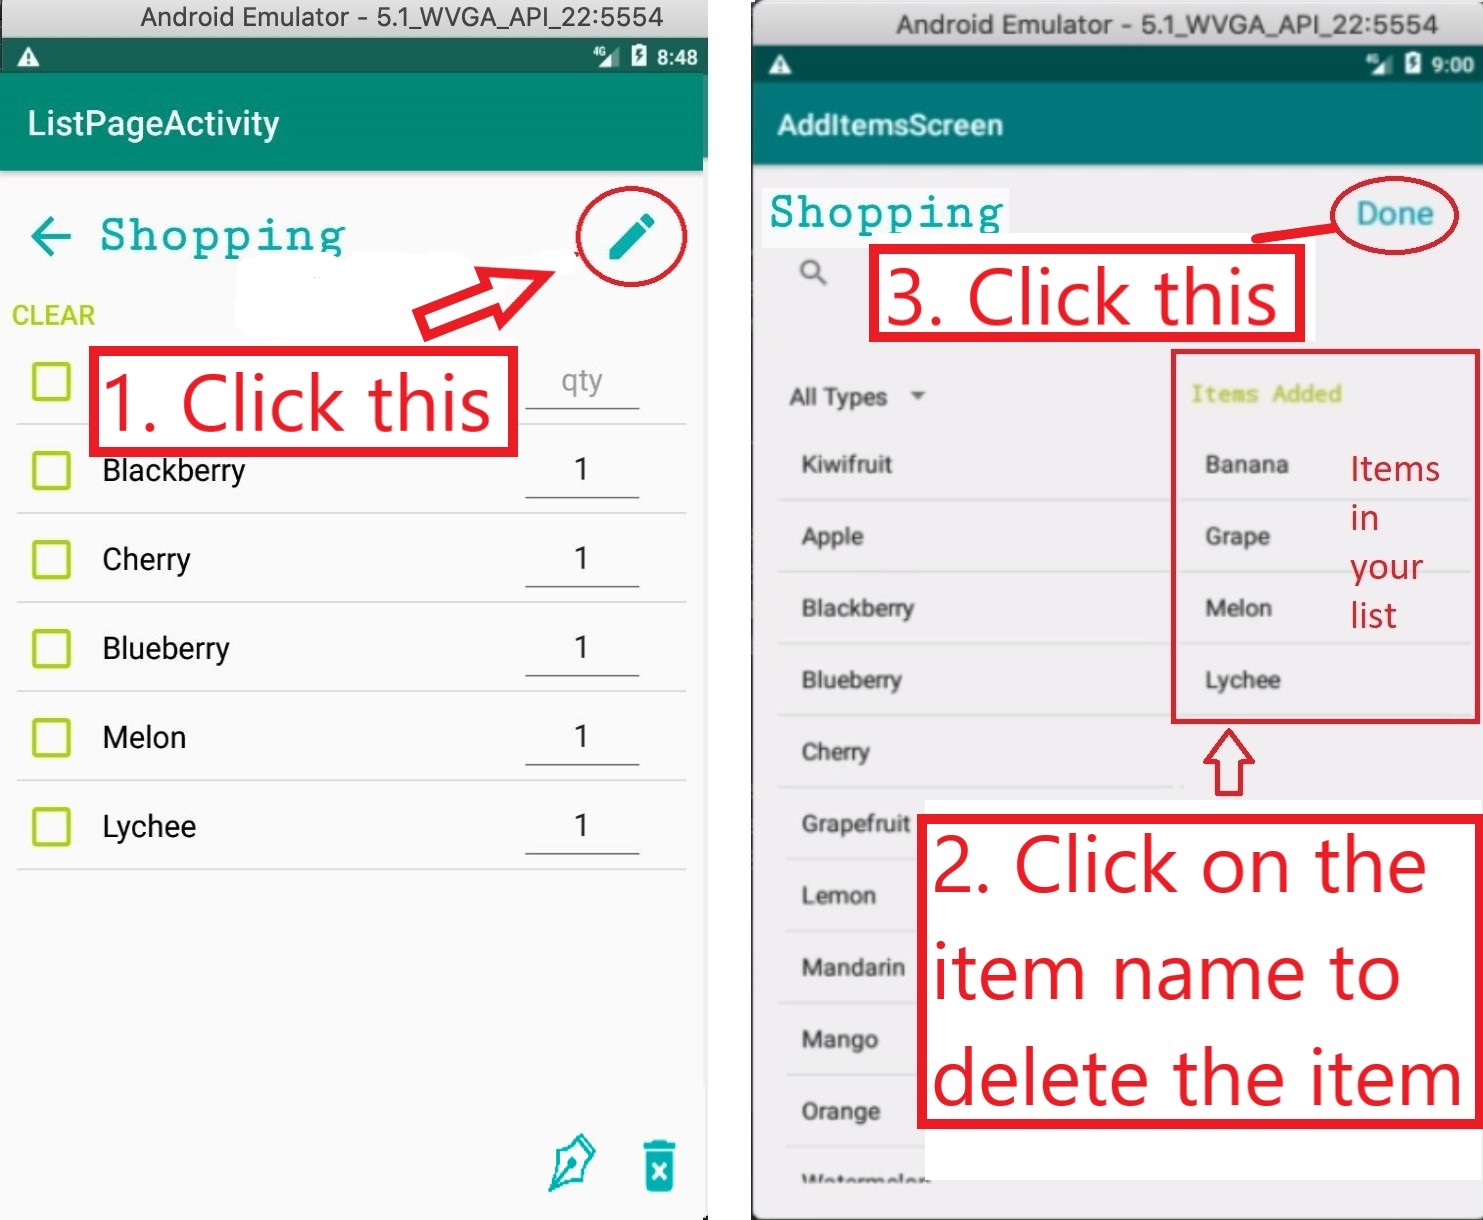 Android Emulator - 5.1_WVGA_API_22:5554
4G 8:48
ListPageActivity
Shopping
CLEAR
1. Click this
qty
Blackberry 1
Cherry 1
Blueberry 1
Melon 1
Lychee 1
Android Emulator - 5.1_WVGA_API_22:5554
4G 9:00
AddItemsScreen
Shopping
Done
3. Click this
All Types
Items Added
Kiwifruit
Apple
Blackberry
Blueberry
Cherry
Grapefruit
Lemon
Mandarin
Mango
Orange
Watermelon
Banana
Grape
Melon
Lychee
Items
in
your
list
2. Click on the
item name to
delete the item